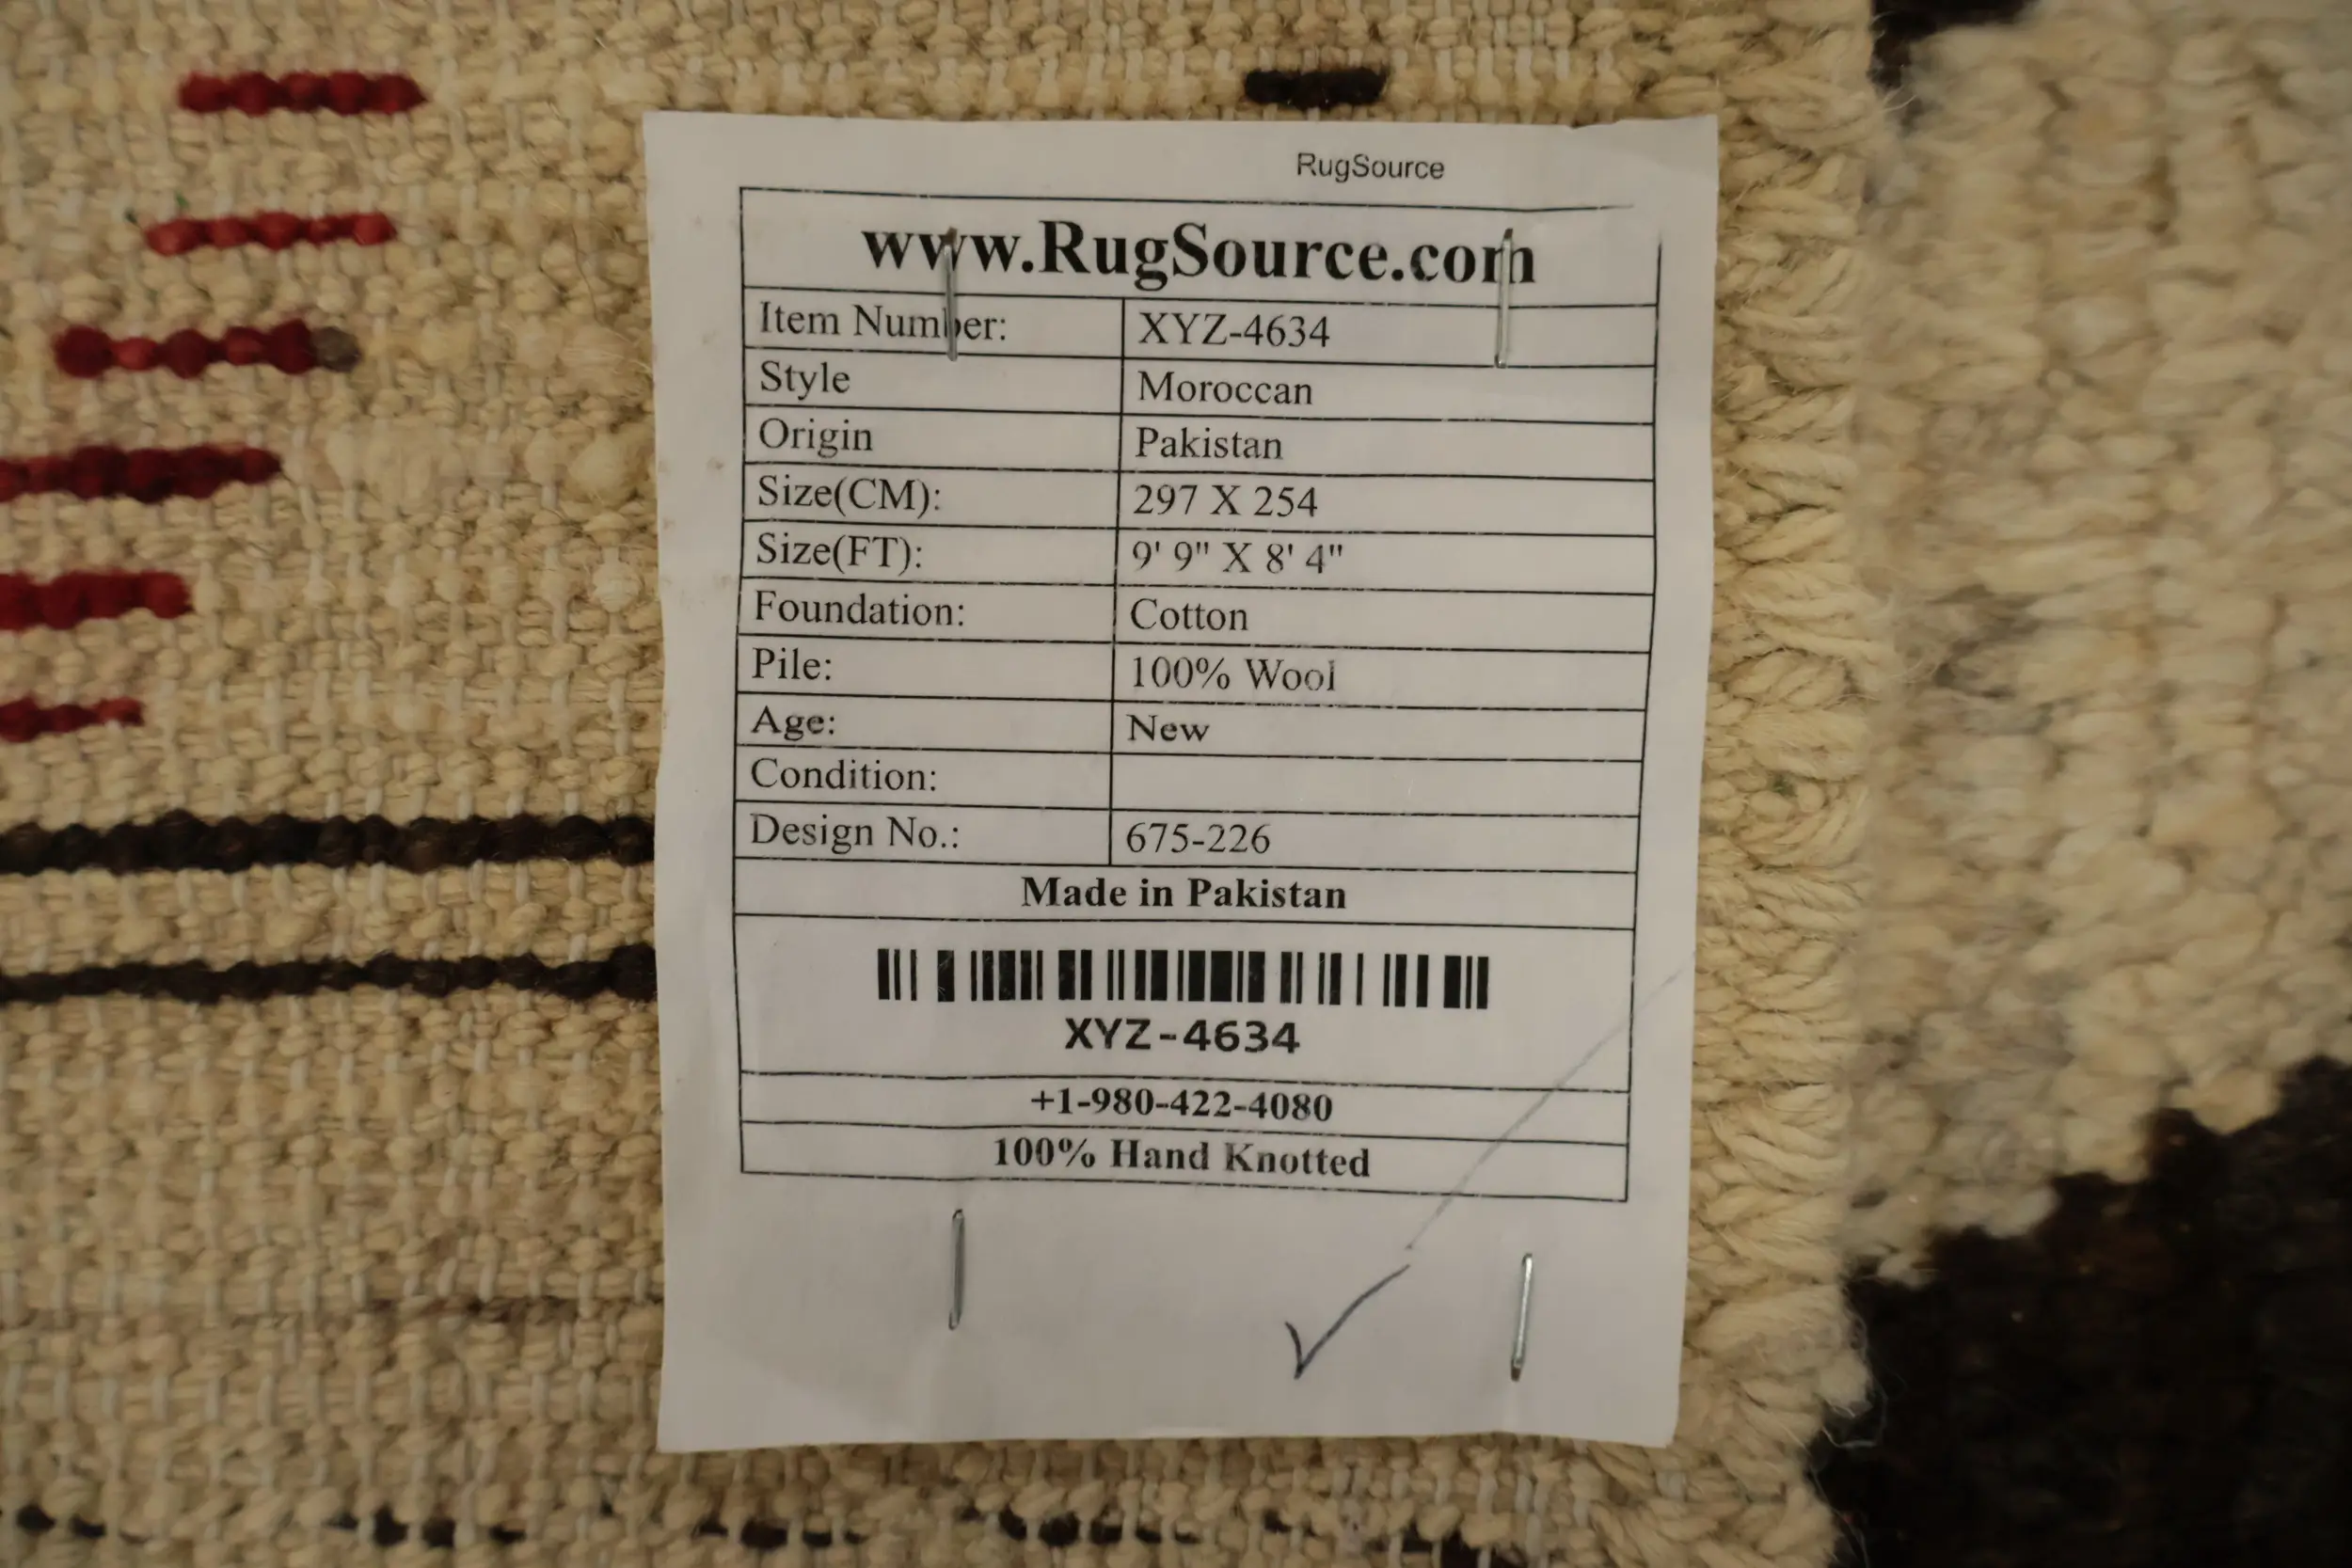 RugSource
www.RugSource.com
Item Number: XYZ-4634
Style Moroccan
Origin Pakistan
Size(CM): 297 X 254
Size(FT): 9' 9" X 8' 4"
Foundation: Cotton
Pile: 100% Wool
Age: New
Condition:
Design No.: 675-226
Made in Pakistan
XYZ-4634
+1-980-422-4080
100% Hand Knotted